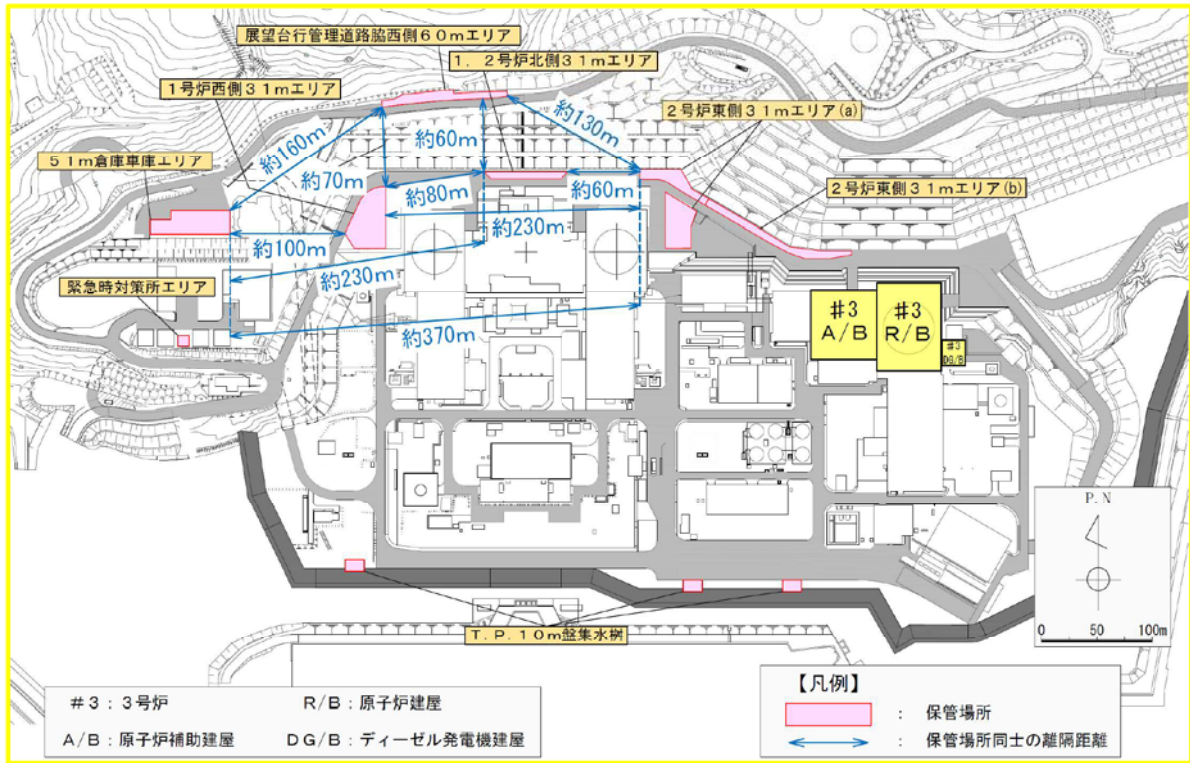 展望台行管理道路脇西側60mエリア
1,2号炉北側31mエリア
1号炉西側31mエリア
2号炉東側31mエリア(a)
51m倉庫車庫エリア
2号炉東側31mエリア(b)
緊急時対策所エリア
約160m
約70m
約60m
約130m
約80m
約60m
約100m
約230m
約230m
約370m
#3
A/B
#3
R/B
#3
DG/B
P.N
0 50 100m
T.P.10m盤集水桝
#3:3号炉
R/B:原子炉建屋
A/B:原子炉補助建屋
DG/B:ディーゼル発電機建屋
【凡例】
: 保管場所
: 保管場所同士の離隔距離